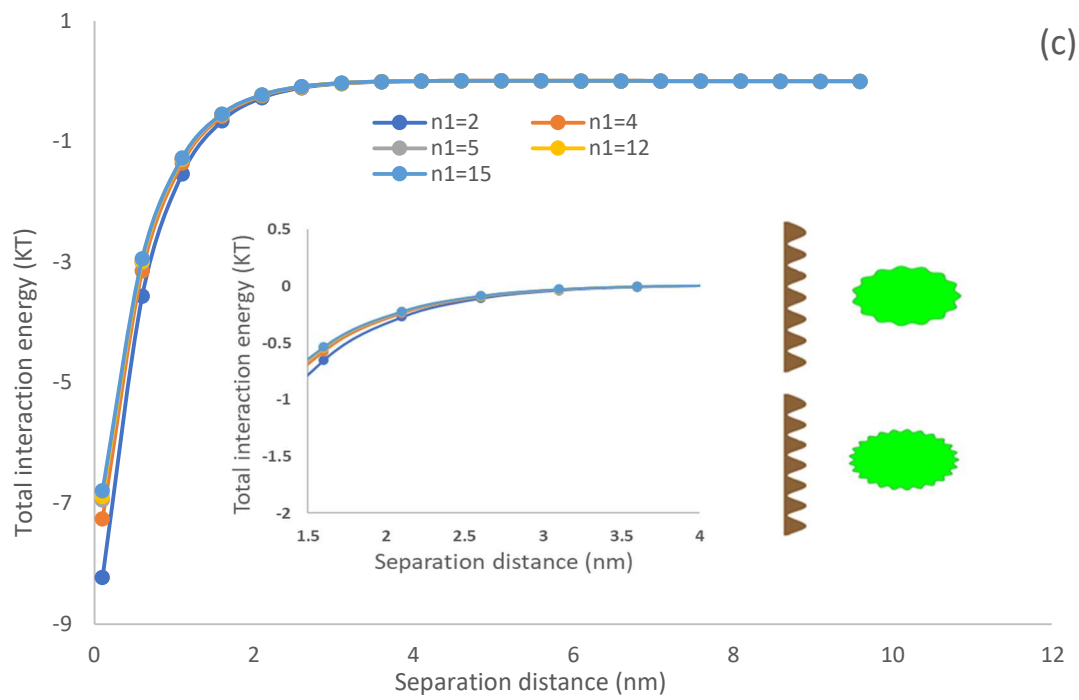 (c)
Total interaction energy (KT)
1
-1
-3
-5
-7
-9
0
2
4
6
8
10
12
Separation distance (nm)
n1=2
n1=4
n1=5
n1=12
n1=15
Total interaction energy (KT)
0.5
0
-0.5
-1
-1.5
-2
1.5
2
2.5
3
3.5
4
Separation distance (nm)